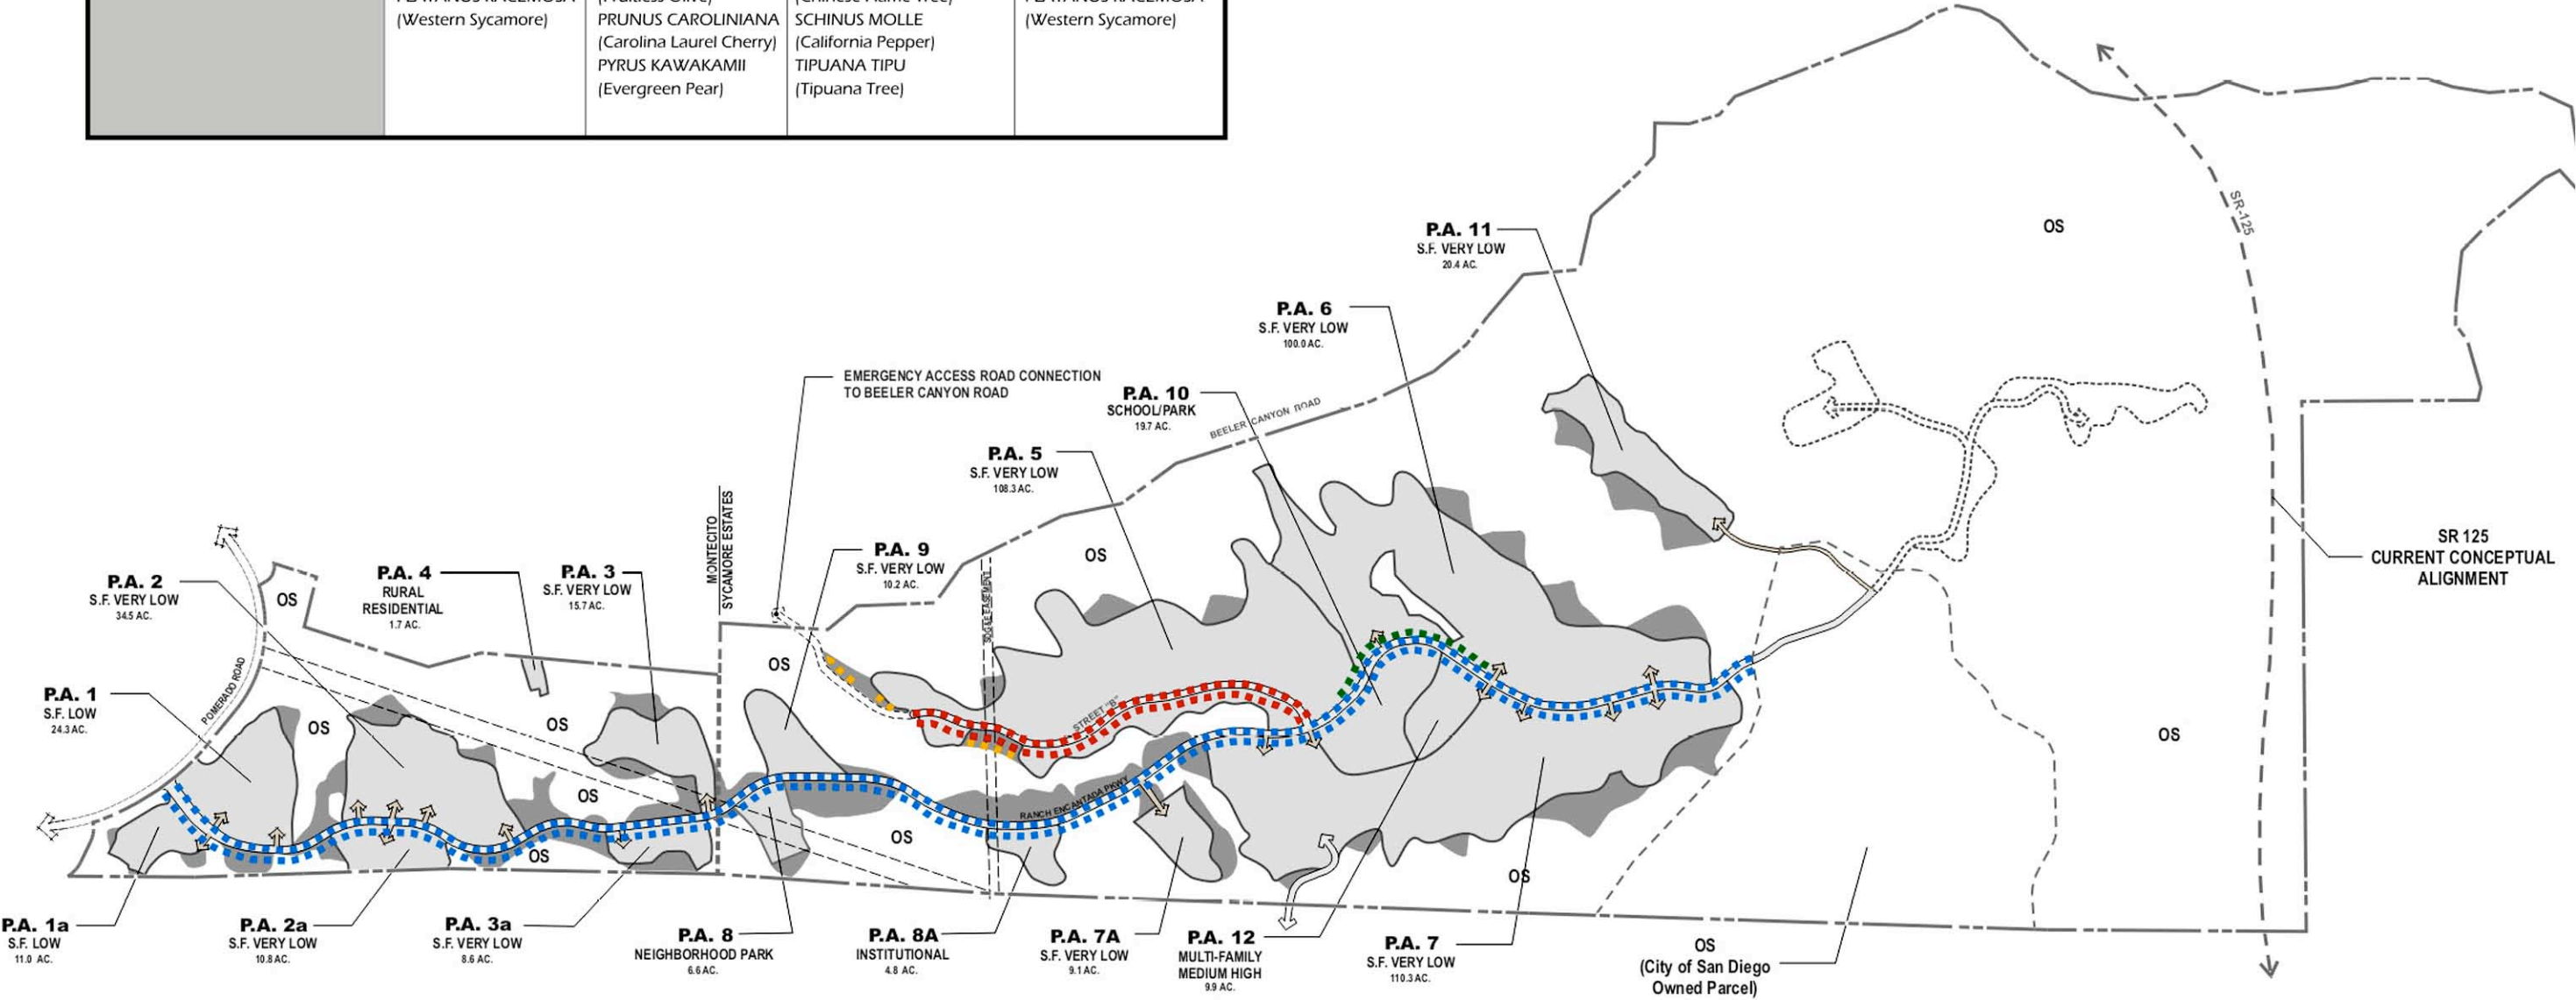 (Western Sycamore)
PRUNUS CAROLINIANA
(Carolina Laurel Cherry)
PYRUS KAWAKAMII
(Evergreen Pear)
SCHINUS MOLLE
(California Pepper)
TIPUANA TIPU
(Tipuana Tree)
(Western Sycamore)
SR-125
OS
P.A. 11
S.F. VERY LOW
20.4 AC.
P.A. 6
S.F. VERY LOW
100.0 AC.
EMERGENCY ACCESS ROAD CONNECTION
TO BEELER CANYON ROAD
P.A. 10
SCHOOL/PARK
19.7 AC.
BEELER CANYON ROAD
P.A. 5
S.F. VERY LOW
108.3 AC.
OS
MONTECITO
SYCAMORE ESTATES
P.A. 9
S.F. VERY LOW
10.2 AC.
SR 125
CURRENT CONCEPTUAL
ALIGNMENT
P.A. 2
S.F. VERY LOW
34.5 AC.
OS
P.A. 4
RURAL
RESIDENTIAL
1.7 AC.
P.A. 3
S.F. VERY LOW
15.7 AC.
OS
P.A. 1
S.F. LOW
24.3 AC.
POMERADO ROAD
OS
OS
OS
STREET "B"
OS
RANCH ENCANTADA PKWY
OS
OS
OS
P.A. 1a
S.F. LOW
11.0 AC.
P.A. 2a
S.F. VERY LOW
10.8 AC.
P.A. 3a
S.F. VERY LOW
8.6 AC.
P.A. 8
NEIGHBORHOOD PARK
6.6 AC.
P.A. 8A
INSTITUTIONAL
4.8 AC.
P.A. 7A
S.F. VERY LOW
9.1 AC.
P.A. 12
MULTI-FAMILY
MEDIUM HIGH
9.9 AC.
P.A. 7
S.F. VERY LOW
110.3 AC.
OS
(City of San Diego
Owned Parcel)